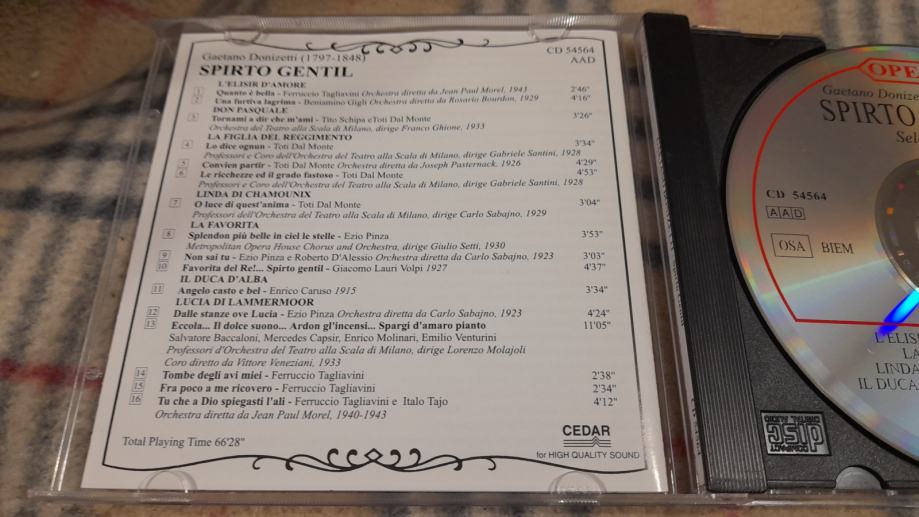 Gaetano Donizetti (1797-1848)
CD 54564
AAD
SPIRTO GENTIL
L'ELISIR D'AMORE
1 Quanto è bella - Ferruccio Tagliavini Orchestra diretta da Jean Paul Morel, 1943 2'46"
2 Una furtiva lagrima - Beniamino Gigli Orchestra diretta da Rosario Bourdon, 1929 4'16"
DON PASQUALE
3 Tornami a dir che m'ami - Tito Schipa eToti Dal Monte 3'26"
Orchestra del Teatro alla Scala di Milano, dirige Franco Ghione, 1933
LA FIGLIA DEL REGGIMENTO
4 Lo dice ognun - Toti Dal Monte 3'34"
Professori e Coro dell'Orchestra del Teatro alla Scala di Milano, dirige Gabriele Santini, 1928
5 Convien partir - Toti Dal Monte Orchestra diretta da Joseph Pasternack, 1926 4'29"
6 Le ricchezze ed il grado fastoso - Toti Dal Monte 4'53"
Professori e Coro dell'Orchestra del Teatro alla Scala di Milano, dirige Gabriele Santini, 1928
LINDA DI CHAMOUNIX
7 O luce di quest'anima - Toti Dal Monte 3'04"
Professori dell'Orchestra del Teatro alla Scala di Milano, dirige Carlo Sabajno, 1929
LA FAVORITA
8 Splendon più belle in ciel le stelle - Ezio Pinza 3'53"
Metropolitan Opera House Chorus and Orchestra, dirige Giulio Setti, 1930
9 Non sai tu - Ezio Pinza e Roberto D'Alessio Orchestra diretta da Carlo Sabajno, 1923 3'03"
10 Favorita del Re!... Spirto gentil - Giacomo Lauri Volpi 1927 4'37"
IL DUCA D'ALBA
11 Angelo casto e bel - Enrico Caruso 1915 3'34"
LUCIA DI LAMMERMOOR
12 Dalle stanze ove Lucia - Ezio Pinza Orchestra diretta da Carlo Sabajno, 1923 4'24"
13 Eccola... Il dolce suono... Ardon gl'incensi... Spargi d'amaro pianto 11'05"
Salvatore Baccaloni, Mercedes Capsir, Enrico Molinari, Emilio Venturini
Professori d'Orchestra del Teatro alla Scala di Milano, dirige Lorenzo Molajoli
Coro diretto da Vittore Veneziani, 1933
14 Tombe degli avi miei - Ferruccio Tagliavini 2'38"
15 Fra poco a me ricovero - Ferruccio Tagliavini 2'34"
16 Tu che a Dio spiegasti l'ali - Ferruccio Tagliavini e Italo Tajo 4'12"
Orchestra diretta da Jean Paul Morel, 1940-1943
Total Playing Time 66'28"
CEDAR
for HIGH QUALITY SOUND
OPE
Gaetano Donize
SPIRTO
Sel
CD 54564
AAD
OSA BIEM
L'ELIS
LA
LINDA
IL DUCA
COMPACT
disc
DIGITAL AUDIO